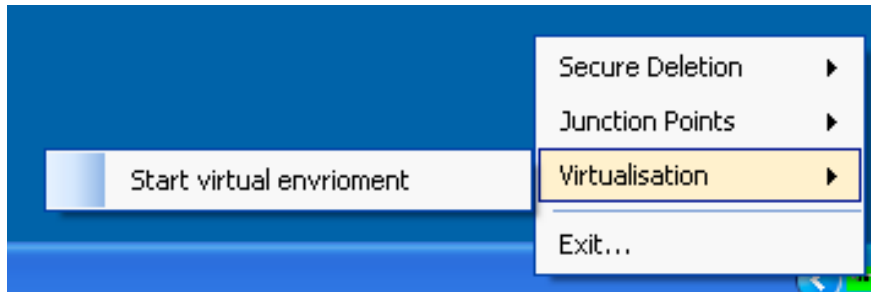 Secure Deletion
Junction Points
Virtualisation
Start virtual envrioment
Exit...